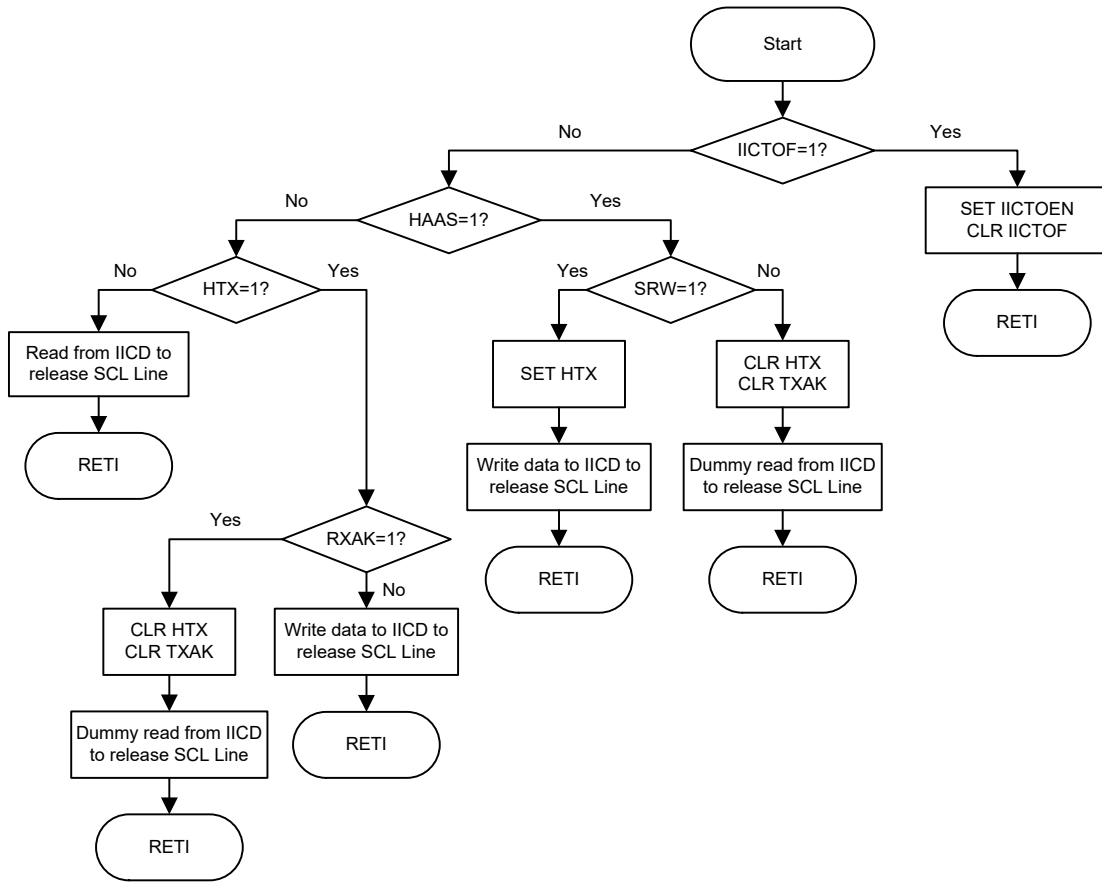 Start
No
Yes
IICTOF=1?
SET IICTOEN
CLR IICTOF
RETI
No
Yes
HAAS=1?
No
Yes
HTX=1?
Yes
No
SRW=1?
Read from IICD to
release SCL Line
RETI
SET HTX
Write data to IICD to
release SCL Line
RETI
CLR HTX
CLR TXAK
Dummy read from IICD
to release SCL Line
RETI
Yes
RXAK=1?
No
CLR HTX
CLR TXAK
Dummy read from IICD
to release SCL Line
RETI
Write data to IICD to
release SCL Line
RETI